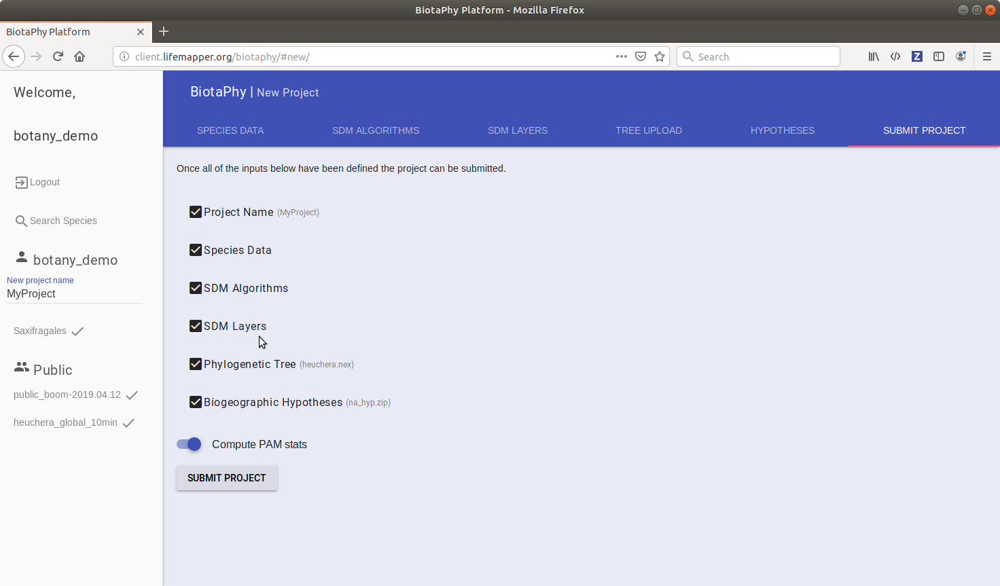 BiotaPhy Platform - Mozilla Firefox
BiotaPhy Platform
client.lifemapper.org/biotaphy/#new/
Search
Z
Welcome,
botany_demo
Logout
Search Species
botany_demo
New project name
MyProject
Saxifragales
Public
public_boom-2019.04.12
heuchera_global_10min
BiotaPhy | New Project
SPECIES DATA SDM ALGORITHMS SDM LAYERS TREE UPLOAD HYPOTHESES SUBMIT PROJECT
Once all of the inputs below have been defined the project can be submitted.
Project Name (MyProject)
Species Data
SDM Algorithms
SDM Layers
Phylogenetic Tree (heuchera.nex)
Biogeographic Hypotheses (na_hyp.zip)
Compute PAM stats
SUBMIT PROJECT